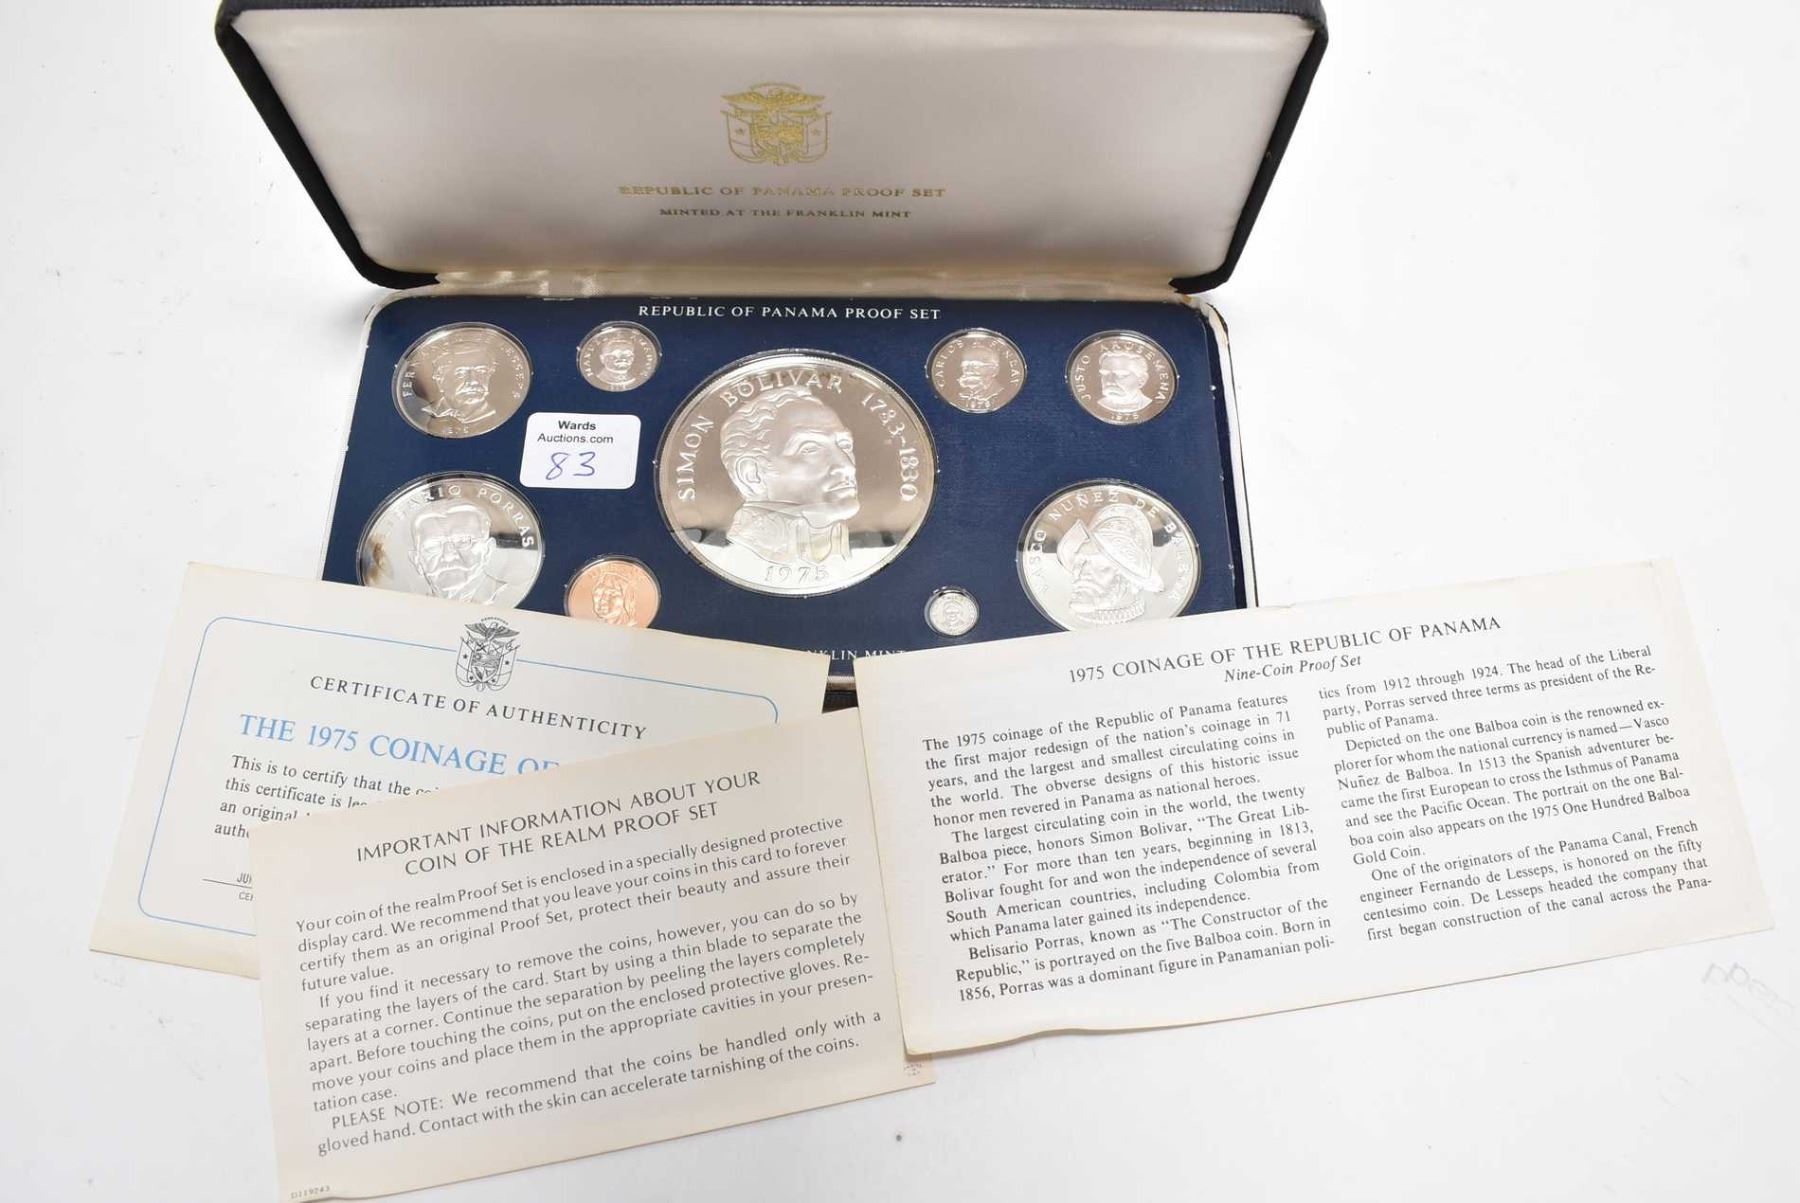 REPUBLIC OF PANAMA PROOF SET
MINTED AT THE FRANKLIN MINT
REPUBLIC OF PANAMA PROOF SET
1975
CARLOS J. FINLAY
1975
JUSTO AROSEMENA
1975
SIMON BOLIVAR 1783-1830
1975
Wards
Auctions.com
83
BELISARIO PORRAS
VASCO NUÑEZ DE BALBOA
FRANKLIN MINT
CERTIFICATE OF AUTHENTICITY
THE 1975 COINAGE OF
This is to certify that the
this certificate is
an original
IMPORTANT INFORMATION ABOUT YOUR
COIN OF THE REALM PROOF SET
Your coin of the realm Proof Set is enclosed in a specially designed protective
display card. We recommend that you leave your coins in this card to forever
certify them as an original Proof Set, protect their beauty and assure their
future value.
If you find it necessary to remove the coins, however, you can do so by
separating the layers of the card. Start by using a thin blade to separate the
layers at a corner. Continue the separation by peeling the layers completely
apart. Before touching the coins, put on the enclosed protective gloves. Re-
move your coins and place them in the appropriate cavities in your presen-
tation case.
PLEASE NOTE: We recommend that the coins be handled only with a
gloved hand. Contact with the skin can accelerate tarnishing of the coins.
D119243
1975 COINAGE OF THE REPUBLIC OF PANAMA
Nine-Coin Proof Set
The 1975 coinage of the Republic of Panama features
the first major redesign of the nation's coinage in 71
years, and the largest and smallest circulating coins in
the world. The obverse designs of this historic issue
honor men revered in Panama as national heroes.
The largest circulating coin in the world, the twenty
Balboa piece, honors Simon Bolivar, "The Great Lib-
erator." For more than ten years, beginning in 1813,
Bolivar fought for and won the independence of several
South American countries, including Colombia from
which Panama later gained its independence.
Belisario Porras, known as "The Constructor of the
Republic," is portrayed on the five Balboa coin. Born in
1856, Porras was a dominant figure in Panamanian poli-
tics from 1912 through 1924. The head of the Liberal
party, Porras served three terms as president of the Re-
public of Panama.
Depicted on the one Balboa coin is the renowned ex-
plorer for whom the national currency is named—Vasco
Nuñez de Balboa. In 1513 the Spanish adventurer be-
came the first European to cross the Isthmus of Panama
and see the Pacific Ocean. The portrait on the one Bal-
boa coin also appears on the 1975 One Hundred Balboa
Gold Coin.
One of the originators of the Panama Canal, French
engineer Fernando de Lesseps, is honored on the fifty
centesimo coin. De Lesseps headed the company that
first began construction of the canal across the Pana-